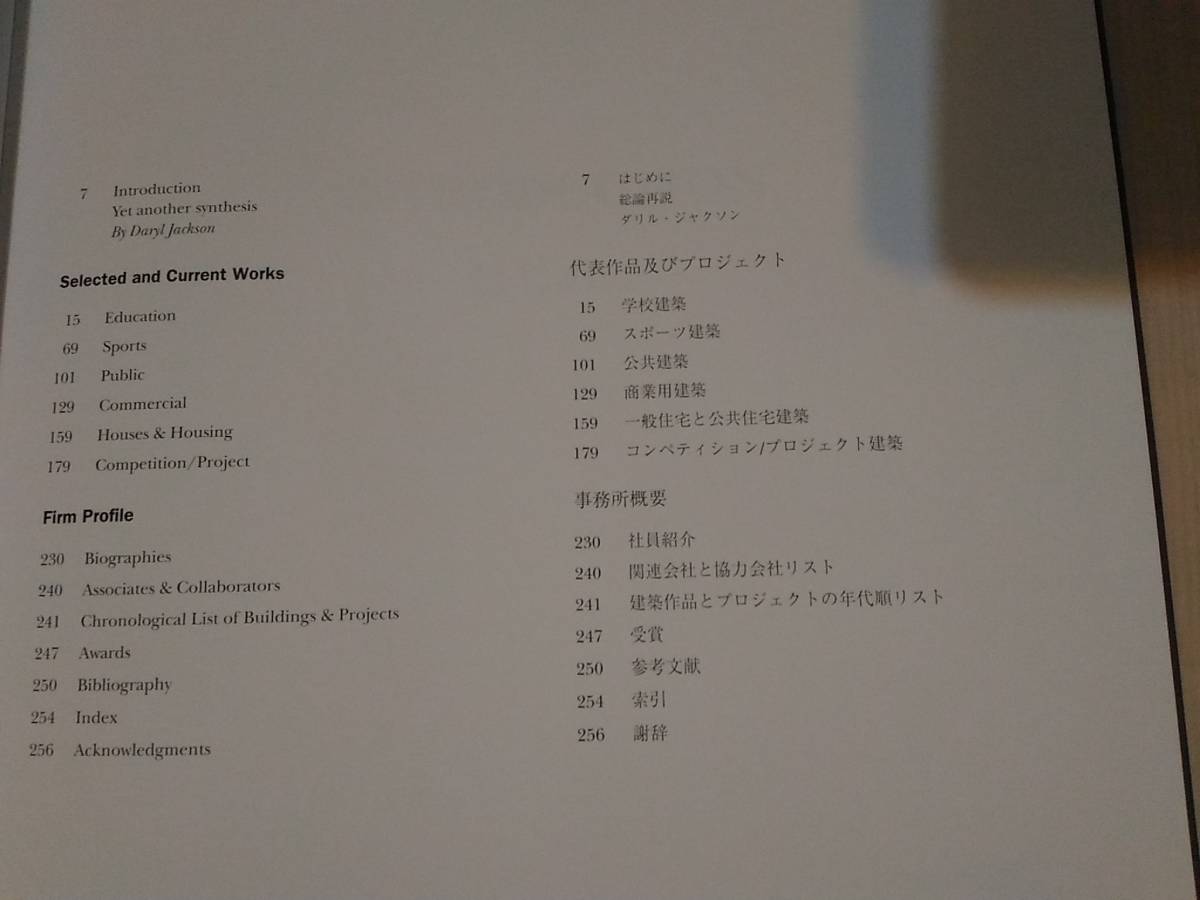 7 Introduction
Yet another synthesis
By Daryl Jackson
Selected and Current Works
15 Education
69 Sports
101 Public
129 Commercial
159 Houses & Housing
179 Competition/Project
Firm Profile
230 Biographies
240 Associates & Collaborators
241 Chronological List of Buildings & Projects
247 Awards
250 Bibliography
254 Index
256 Acknowledgments
7 はじめに
総論再説
ダリル・ジャクソン
代表作品及びプロジェクト
15 学校建築
69 スポーツ建築
101 公共建築
129 商業用建築
159 一般住宅と公共住宅建築
179 コンペティション/プロジェクト建築
事務所概要
230 社員紹介
240 関連会社と協力会社リスト
241 建築作品とプロジェクトの年代順リスト
247 受賞
250 参考文献
254 索引
256 謝辞